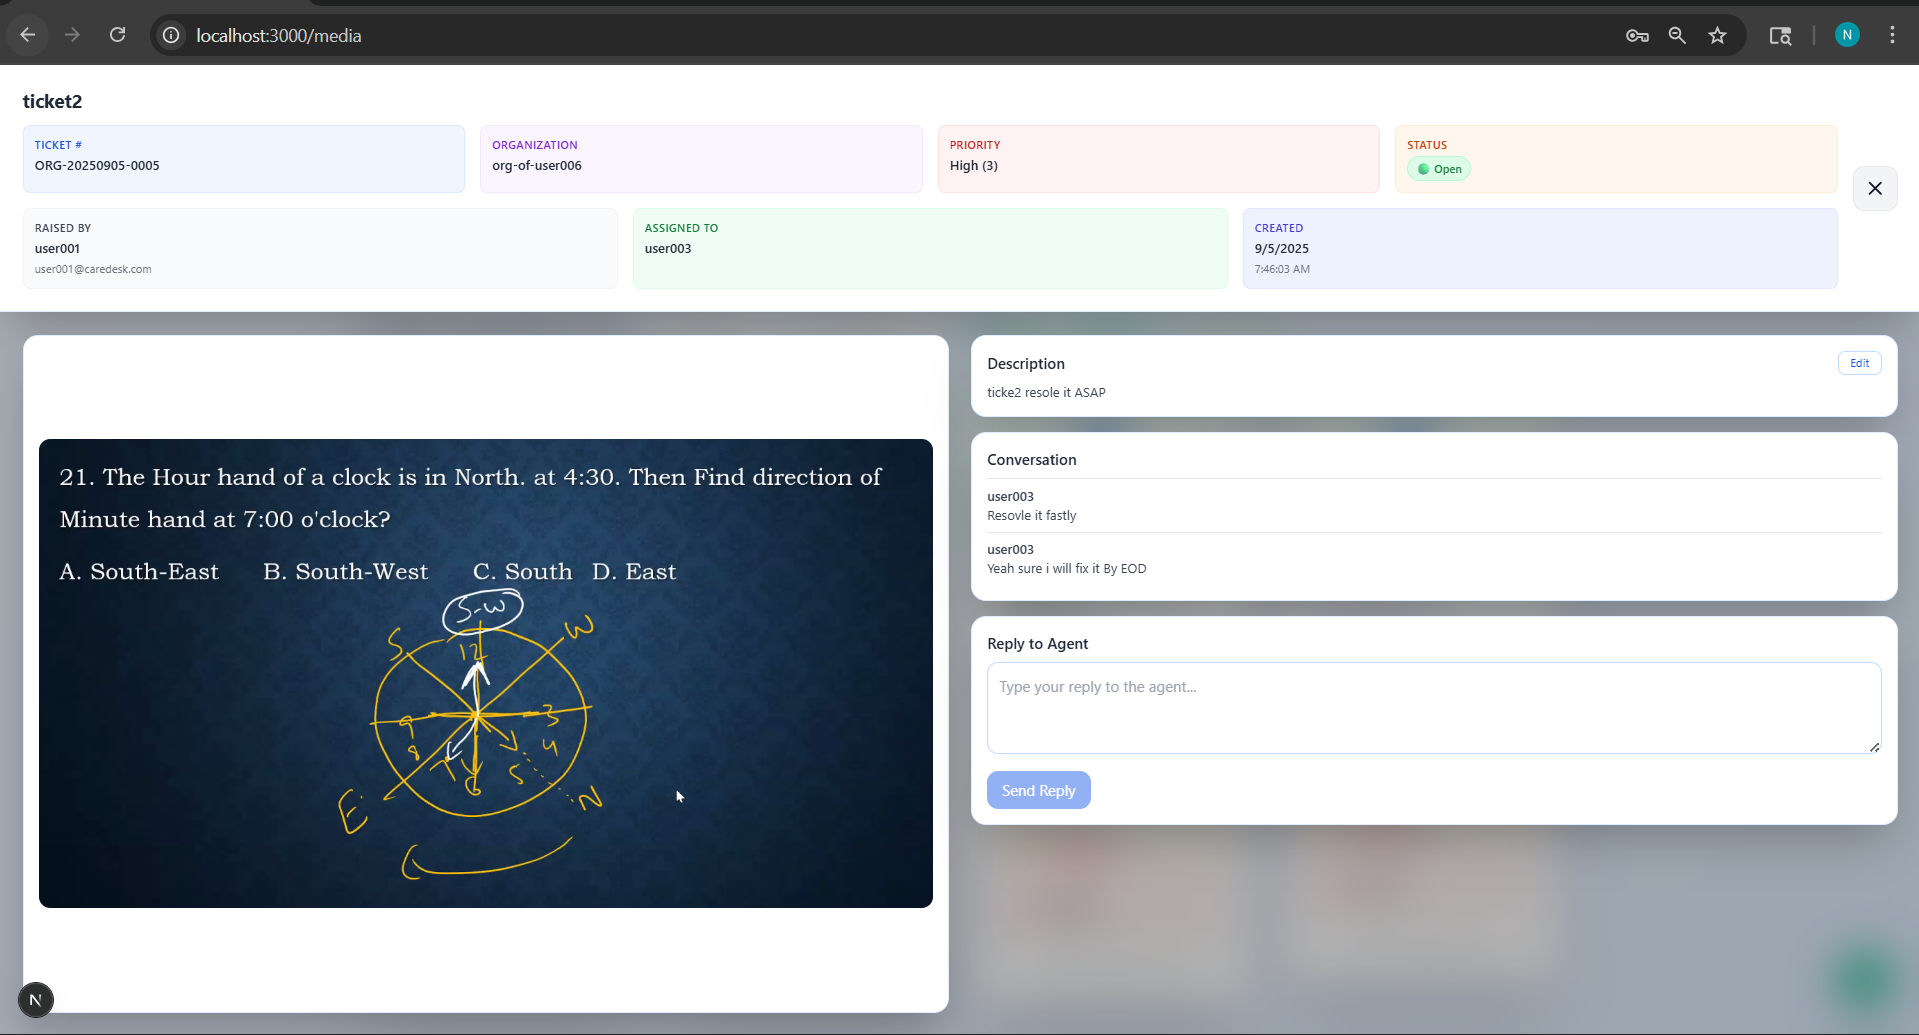 localhost:3000/media
N
ticket2
TICKET #
ORG-20250905-0005
ORGANIZATION
org-of-user006
PRIORITY
High (3)
STATUS
Open
RAISED BY
user001
user001@caredesk.com
ASSIGNED TO
user003
CREATED
9/5/2025
7:46:03 AM
21. The Hour hand of a clock is in North. at 4:30. Then Find direction of
Minute hand at 7:00 o'clock?
A. South-East B. South-West C. South D. East
S-W
S
W
12
9
3
8
4
7
6
5
E
N
Description
Edit
ticke2 resole it ASAP
Conversation
user003
Resovle it fastly
user003
Yeah sure i will fix it By EOD
Reply to Agent
Type your reply to the agent...
Send Reply
N